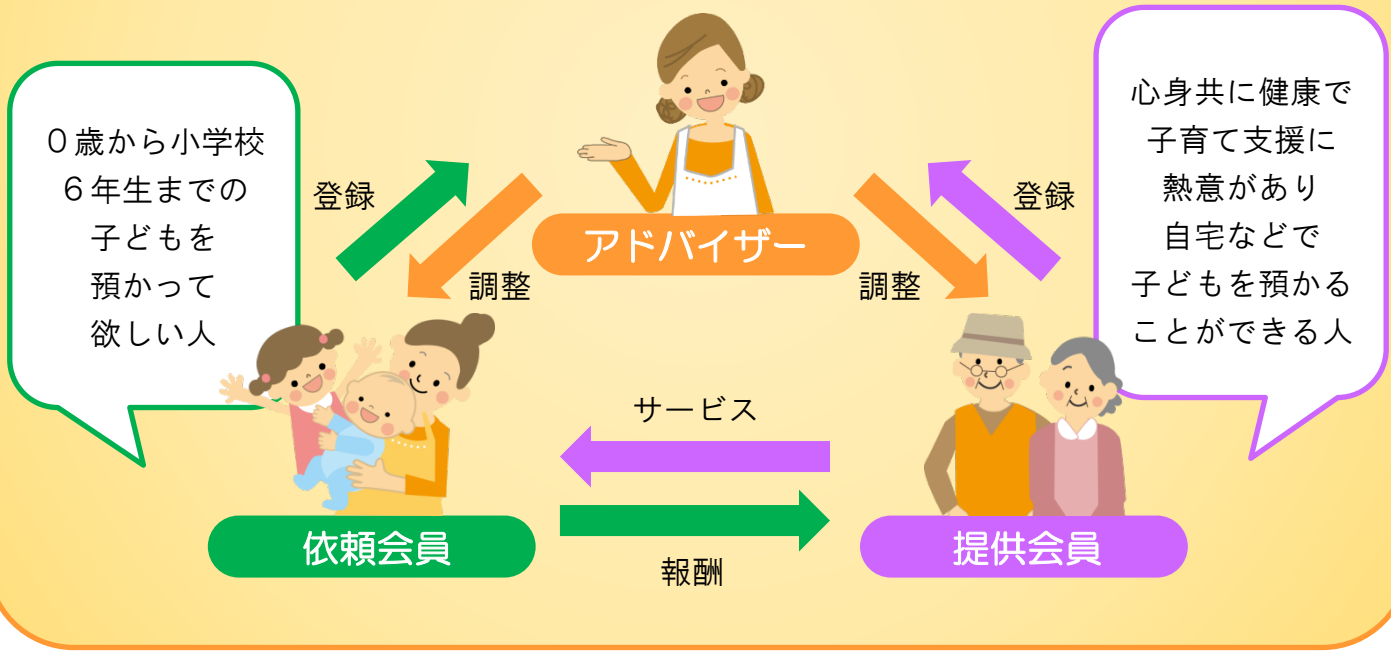 ０歳から小学校
６年生までの
子どもを
預かって
欲しい人
心身共に健康で
子育て支援に
熱意があり
自宅などで
子どもを預かる
ことができる人
登録
調整
アドバイザー
調整
登録
サービス
報酬
依頼会員
提供会員